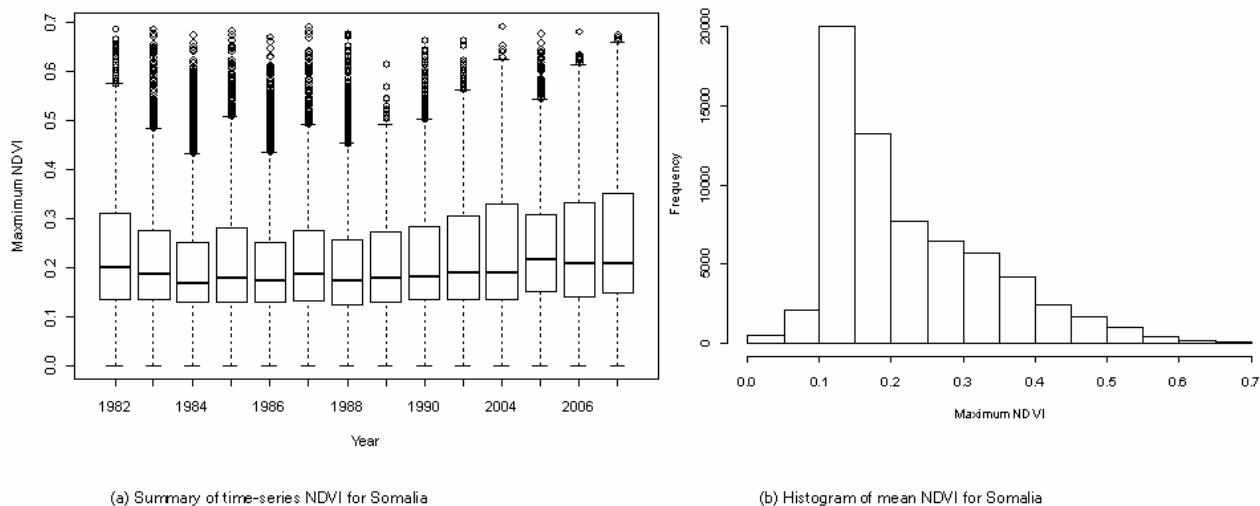 0.7
0.6
0.5
0.4
0.3
0.2
0.1
0.0
Maxmimum NDVI
1982 1984 1986 1988 1990 2004 2006
Year
(a) Summary of time-series NDVI for Somalia
20000
15000
10000
5000
0
Frequency
0.0 0.1 0.2 0.3 0.4 0.5 0.6 0.7
Maximum NDVI
(b) Histogram of mean NDVI for Somalia